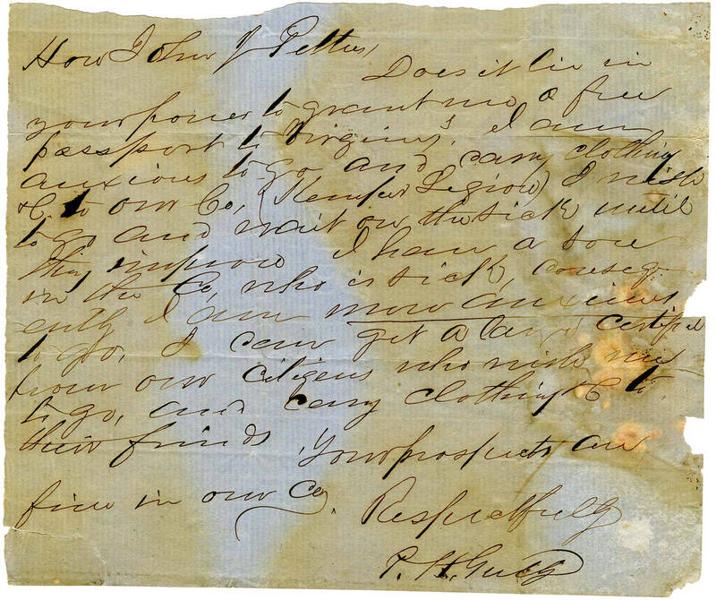 Hon John J Pettus,
Does it lie in
your power to grant me a free
passport to Virginia, I am
anxious to go and carry clothing
&C to our Co, (Kemper Legion) I wish
to go and wait on the sick until
they improve I have a son
in the Co, who is sick, conseq-
ently I am more anxious
to go, I can get a certifi
from our citizens who wish me
to go, and carry clothing &C to
their friends, Your prospects are
fine in our Co,
Respectfully
P. H.